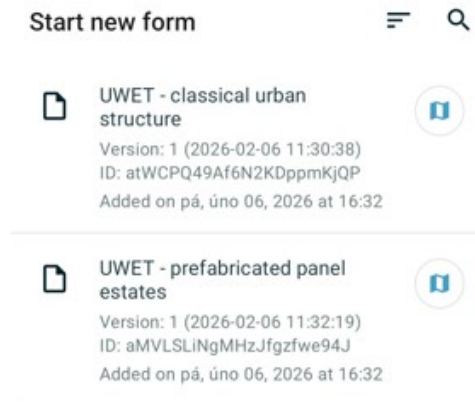 Start new form
UWET - classical urban
structure
Version: 1 (2026-02-06 11:30:38)
ID: atWCPQ49Af6N2KDppmKjQP
Added on pá, úno 06, 2026 at 16:32
UWET - prefabricated panel
estates
Version: 1 (2026-02-06 11:32:19)
ID: aMVLSLiNgMHzJfgzfwe94J
Added on pá, úno 06, 2026 at 16:32